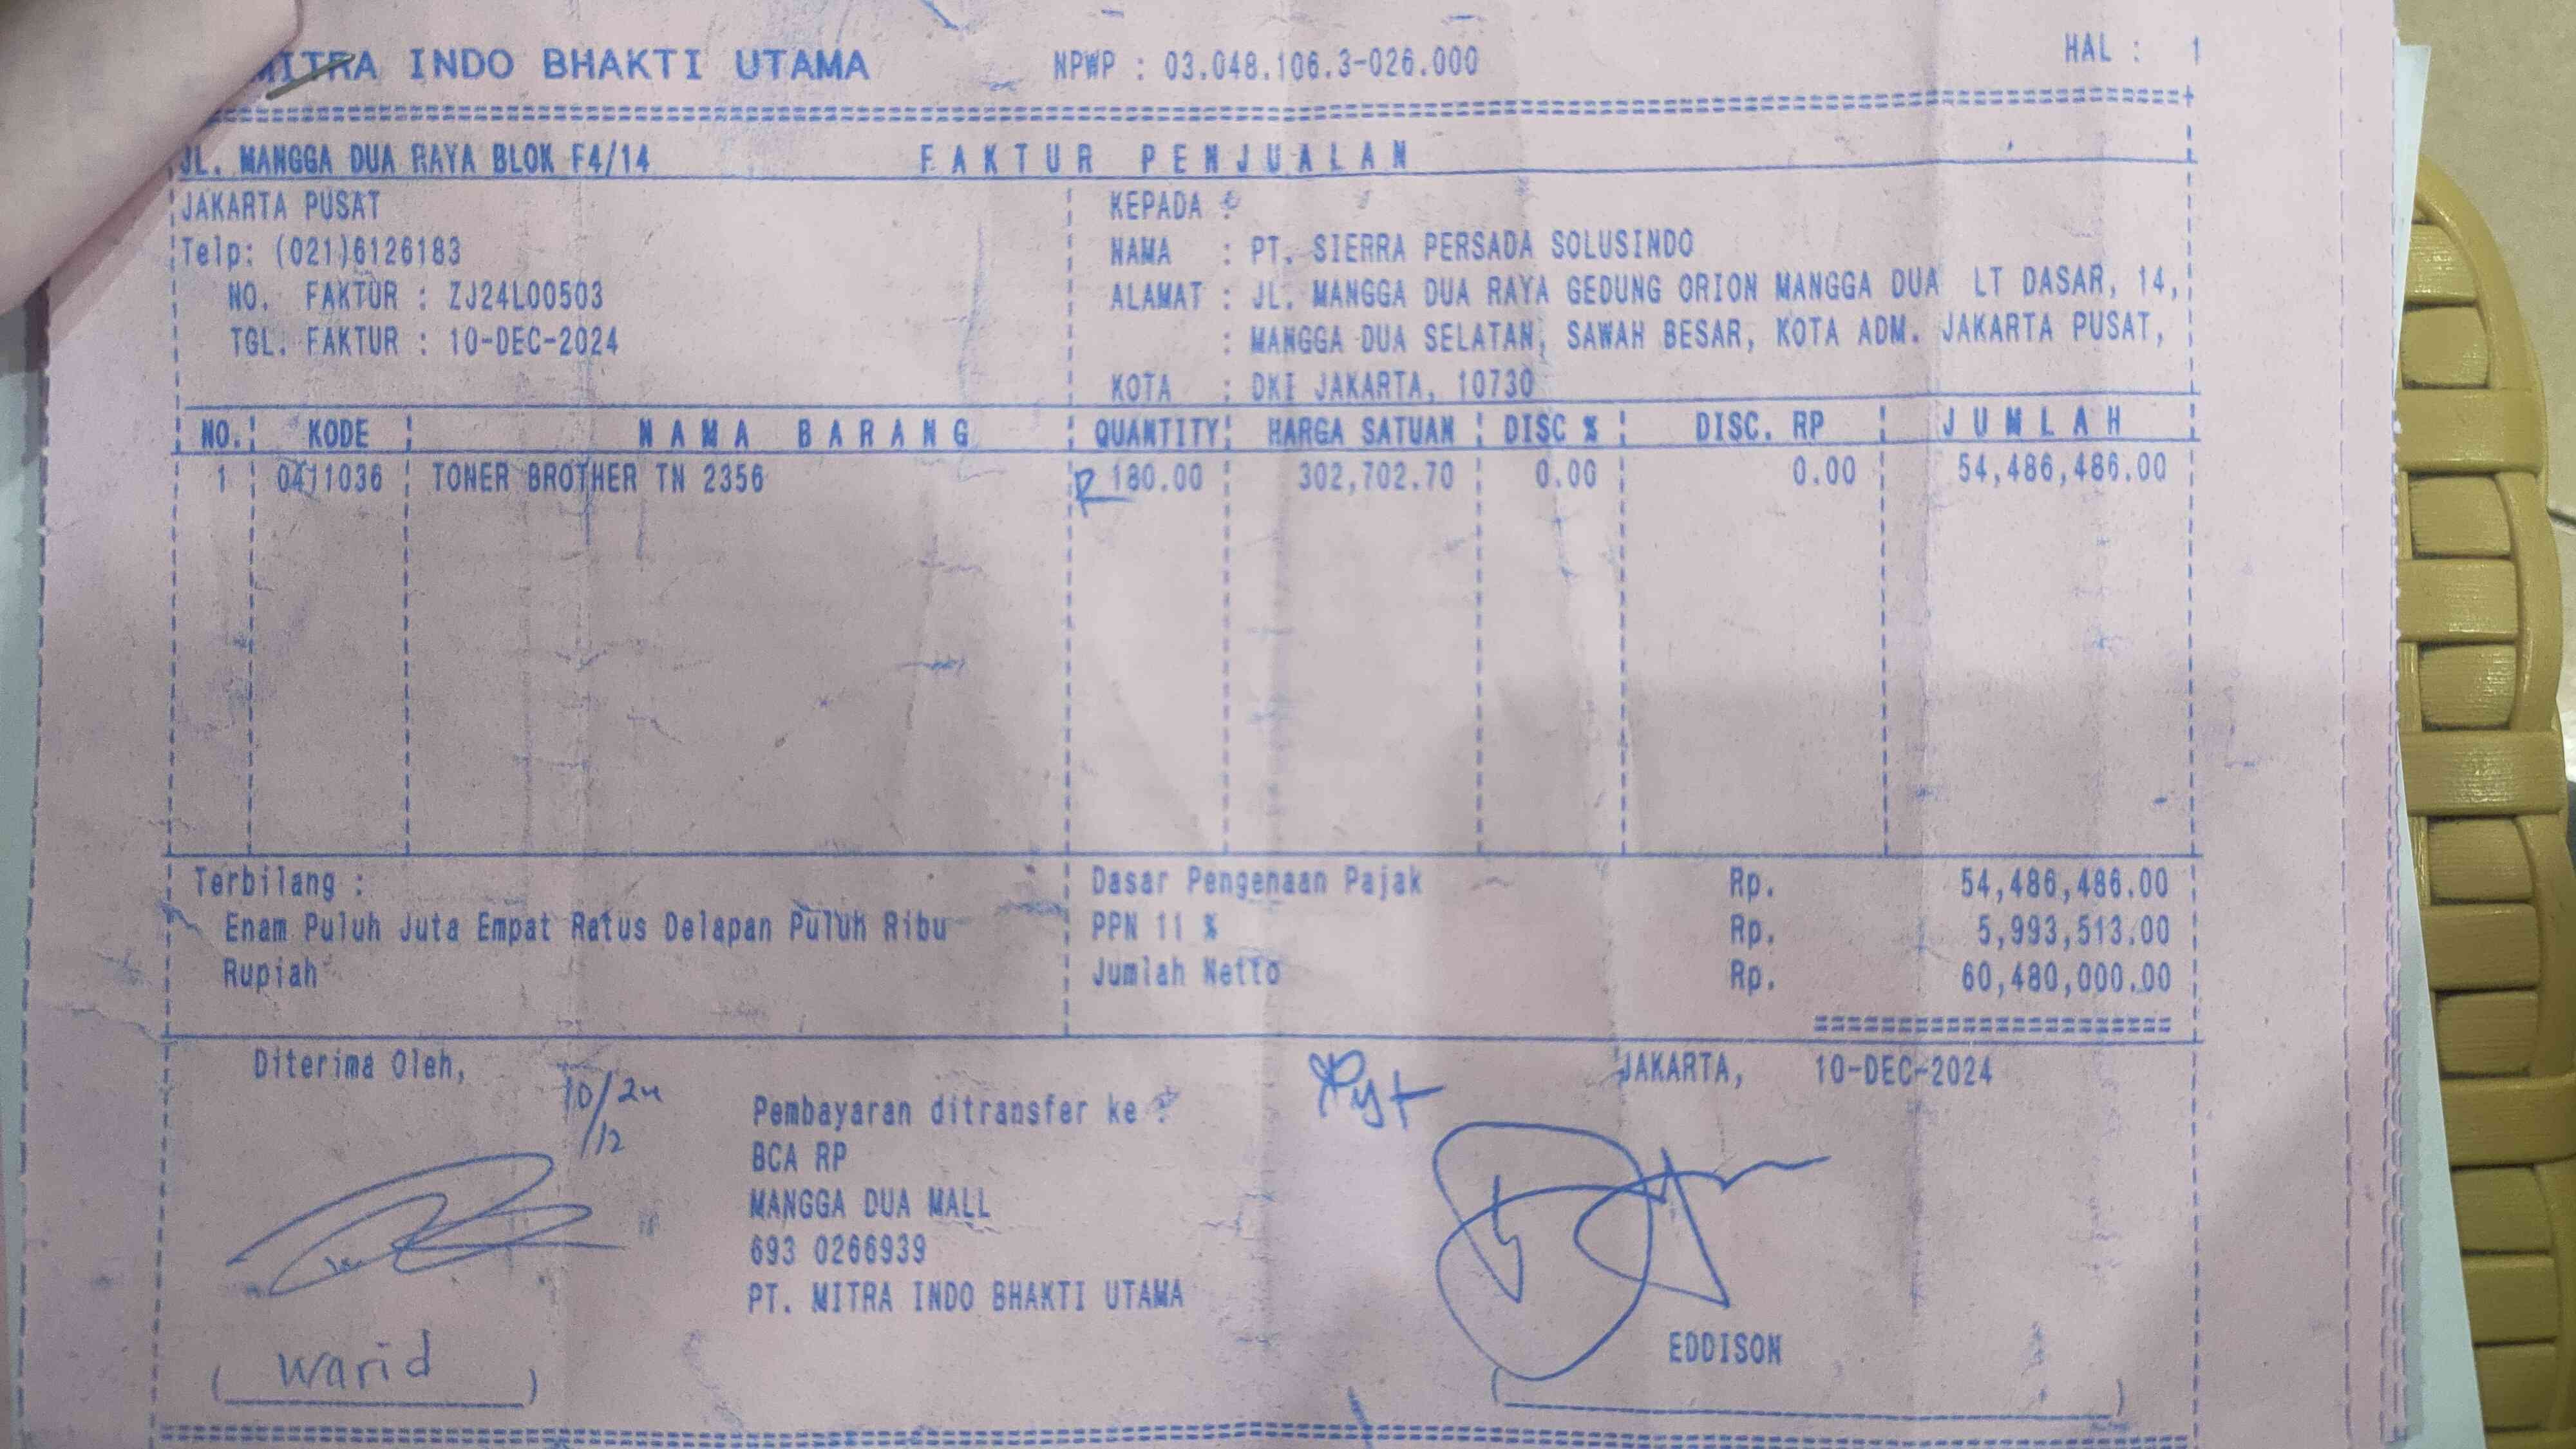 MITRA INDO BHAKTI UTAMA NPWP : 03.048.106.3-026.000 HAL : 1
JL. MANGGA DUA RAYA BLOK F4/14 FAKTUR PENJUALAN
JAKARTA PUSAT
Telp: (021)6126183
NO. FAKTUR : ZJ24L00503
TGL. FAKTUR : 10-DEC-2024
KEPADA :
NAMA : PT. SIERRA PERSADA SOLUSINDO
ALAMAT : JL. MANGGA DUA RAYA GEDUNG ORION MANGGA DUA LT DASAR, 14,
: MANGGA DUA SELATAN, SAWAH BESAR, KOTA ADM. JAKARTA PUSAT,
KOTA : DKI JAKARTA, 10730
NO. KODE NAMA BARANG QUANTITY HARGA SATUAN DISC % DISC. RP JUMLAH
1 0411036 TONER BROTHER TN 2356 180.00 302,702.70 0.00 0.00 54,486,486.00
Terbilang :
Enam Puluh Juta Empat Ratus Delapan Puluh Ribu
Rupiah
Dasar Pengenaan Pajak Rp. 54,486,486.00
PPN 11 % Rp. 5,993,513.00
Jumlah Netto Rp. 60,480,000.00
Diterima Oleh,
10/12 24
Warid
Pembayaran ditransfer ke :
BCA RP
MANGGA DUA MALL
693 0266939
PT. MITRA INDO BHAKTI UTAMA
JAKARTA, 10-DEC-2024
EDDISON